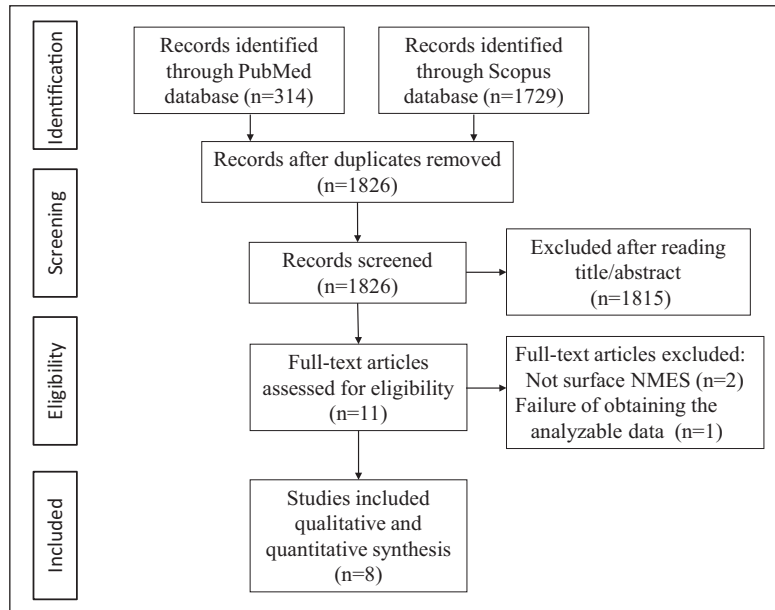 Identification
Records identified
through PubMed
database (n=314)
Records identified
through Scopus
database (n=1729)
Records after duplicates removed
(n=1826)
Screening
Records screened
(n=1826)
Excluded after reading
title/abstract
(n=1815)
Eligibility
Full-text articles
assessed for eligibility
(n=11)
Full-text articles excluded:
Not surface NMES (n=2)
Failure of obtaining the
analyzable data (n=1)
Included
Studies included
qualitative and
quantitative synthesis
(n=8)